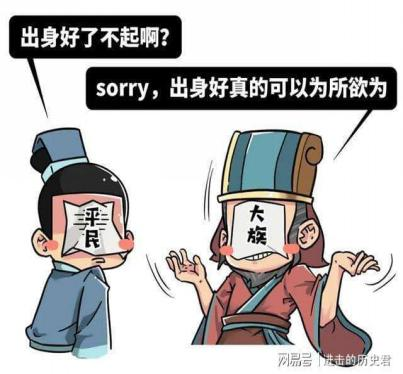 出身好了不起啊?
sorry，出身好真的可以为所欲为
平民
大族
网易号 | 进击的历史君